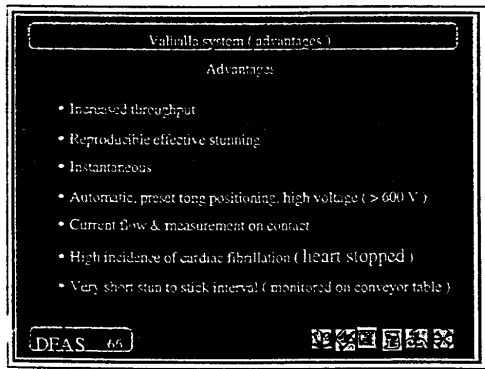 Valhalla system ( advantages )
Advantages
• Increased throughput
• Reproducible effective stunning
• Instantaneous
• Automatic, preset tong positioning, high voltage ( > 600 V )
• Current flow & measurement on contact
• High incidence of cardiac fibrillation ( heart stopped )
• Very short stun to stick interval ( monitored on conveyor table )
DEAS 66